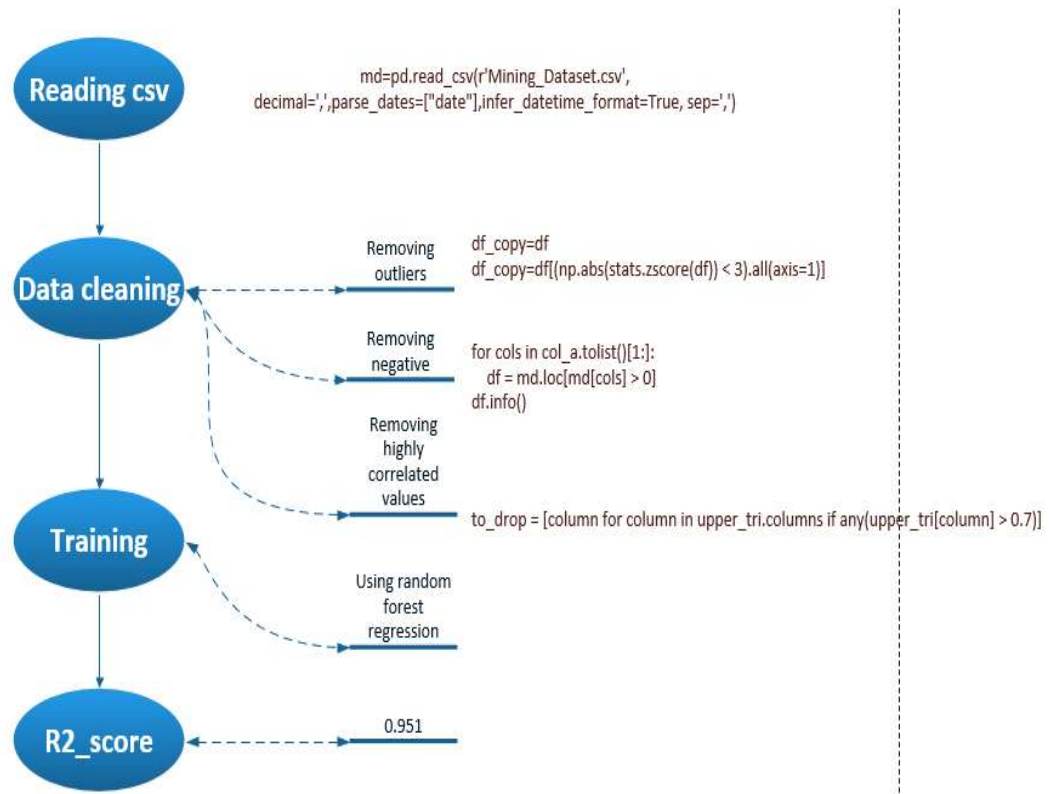 Reading csv
md=pd.read_csv(r'Mining_Dataset.csv',
decimal=',',parse_dates=["date"],infer_datetime_format=True, sep=',')
Data cleaning
Removing
outliers
df_copy=df
df_copy=df[(np.abs(stats.zscore(df)) < 3).all(axis=1)]
Removing
negative
for cols in col_a.tolist()[1:]:
df = md.loc[md[cols] > 0]
df.info()
Removing
highly
correlated
values
to_drop = [column for column in upper_tri.columns if any(upper_tri[column] > 0.7)]
Training
Using random
forest
regression
R2_score
0.951